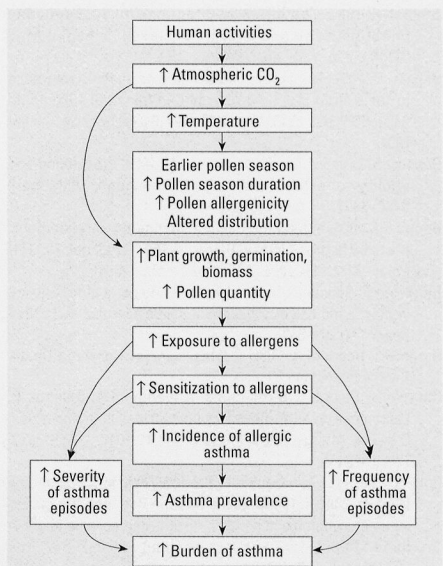 Human activities
↑ Atmospheric CO₂
↑ Temperature
Earlier pollen season
↑ Pollen season duration
↑ Pollen allergenicity
Altered distribution
↑ Plant growth, germination,
biomass
↑ Pollen quantity
↑ Exposure to allergens
↑ Sensitization to allergens
↑ Incidence of allergic
asthma
↑ Severity
of asthma
episodes
↑ Asthma prevalence
↑ Frequency
of asthma
episodes
↑ Burden of asthma